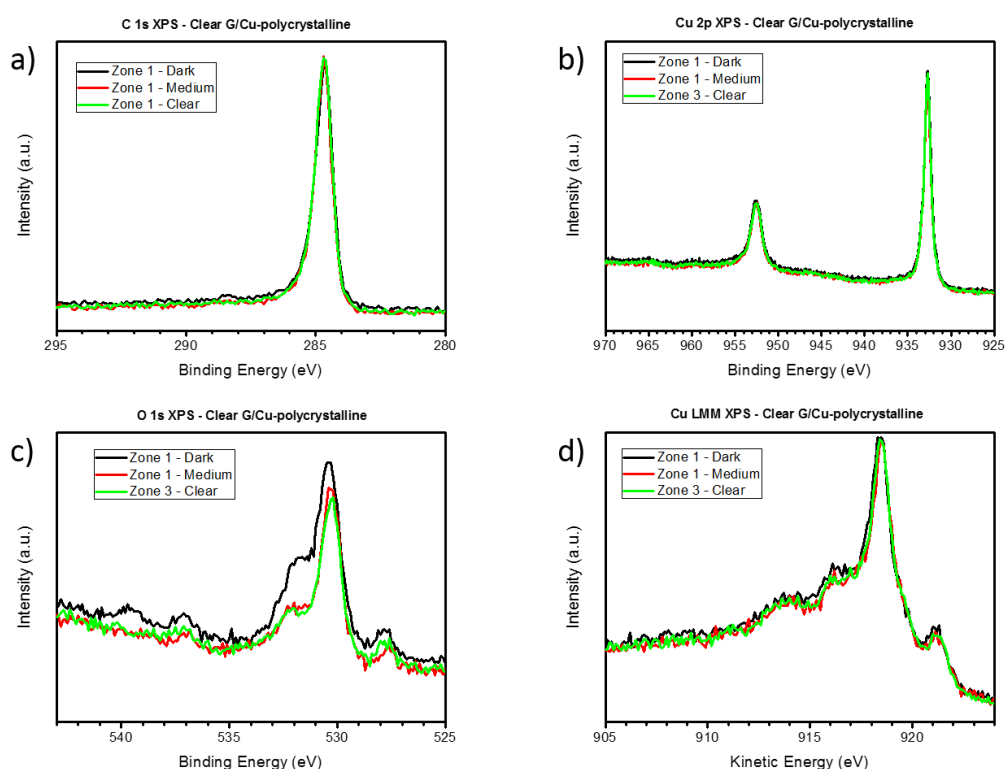 C 1s XPS - Clear G/Cu-polycrystalline
a)
Zone 1 - Dark
Zone 1 - Medium
Zone 1 - Clear
Intensity (a.u.)
295 290 285 280
Binding Energy (eV)
Cu 2p XPS - Clear G/Cu-polycrystalline
b)
Zone 1 - Dark
Zone 1 - Medium
Zone 3 - Clear
Intensity (a.u.)
970 965 960 955 950 945 940 935 930 925
Binding Energy (eV)
O 1s XPS - Clear G/Cu-polycrystalline
c)
Zone 1 - Dark
Zone 1 - Medium
Zone 3 - Clear
Intensity (a.u.)
540 535 530 525
Binding Energy (eV)
Cu LMM XPS - Clear G/Cu-polycrystalline
d)
Zone 1 - Dark
Zone 1 - Medium
Zone 3 - Clear
Intensity (a.u.)
905 910 915 920
Kinetic Energy (eV)